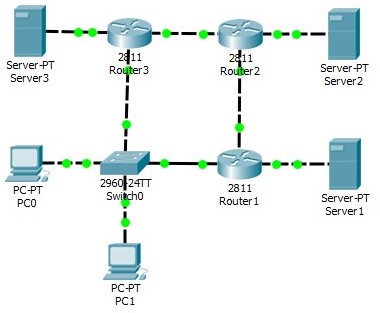 2811
Router3
2811
Router2
Server-PT
Server3
Server-PT
Server2
2960-24TT
Switch0
2811
Router1
PC-PT
PC0
Server-PT
Server1
PC-PT
PC1